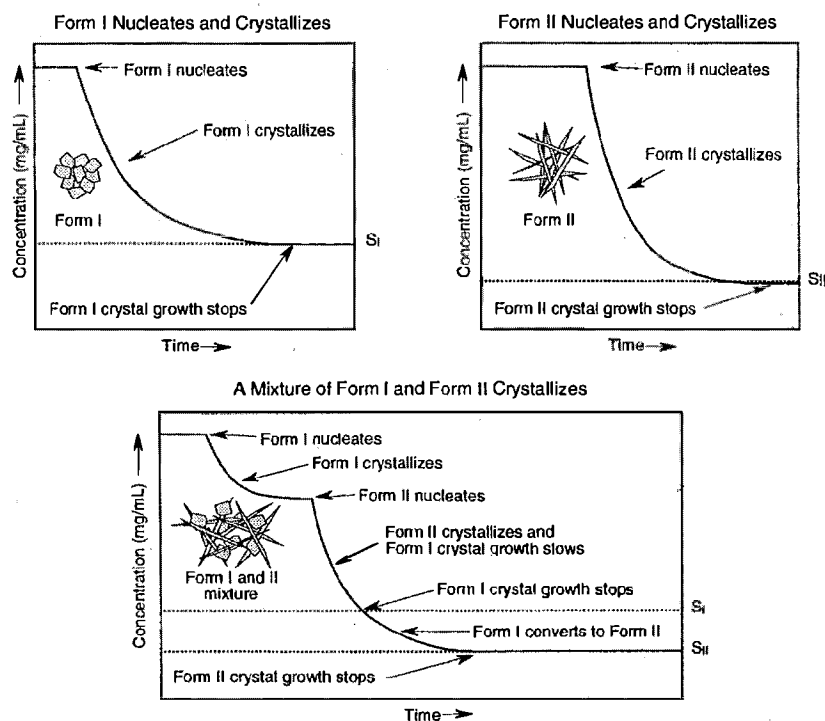 Form I Nucleates and Crystallizes
Form I nucleates
Form I crystallizes
Form I
S_I
Form I crystal growth stops
Concentration (mg/mL)
Time
Form II Nucleates and Crystallizes
Form II nucleates
Form II crystallizes
Form II
S_II
Form II crystal growth stops
Concentration (mg/mL)
Time
A Mixture of Form I and Form II Crystallizes
Form I nucleates
Form I crystallizes
Form II nucleates
Form II crystallizes and
Form I crystal growth slows
Form I and II
mixture
Form I crystal growth stops
S_I
Form I converts to Form II
S_II
Form II crystal growth stops
Concentration (mg/mL)
Time